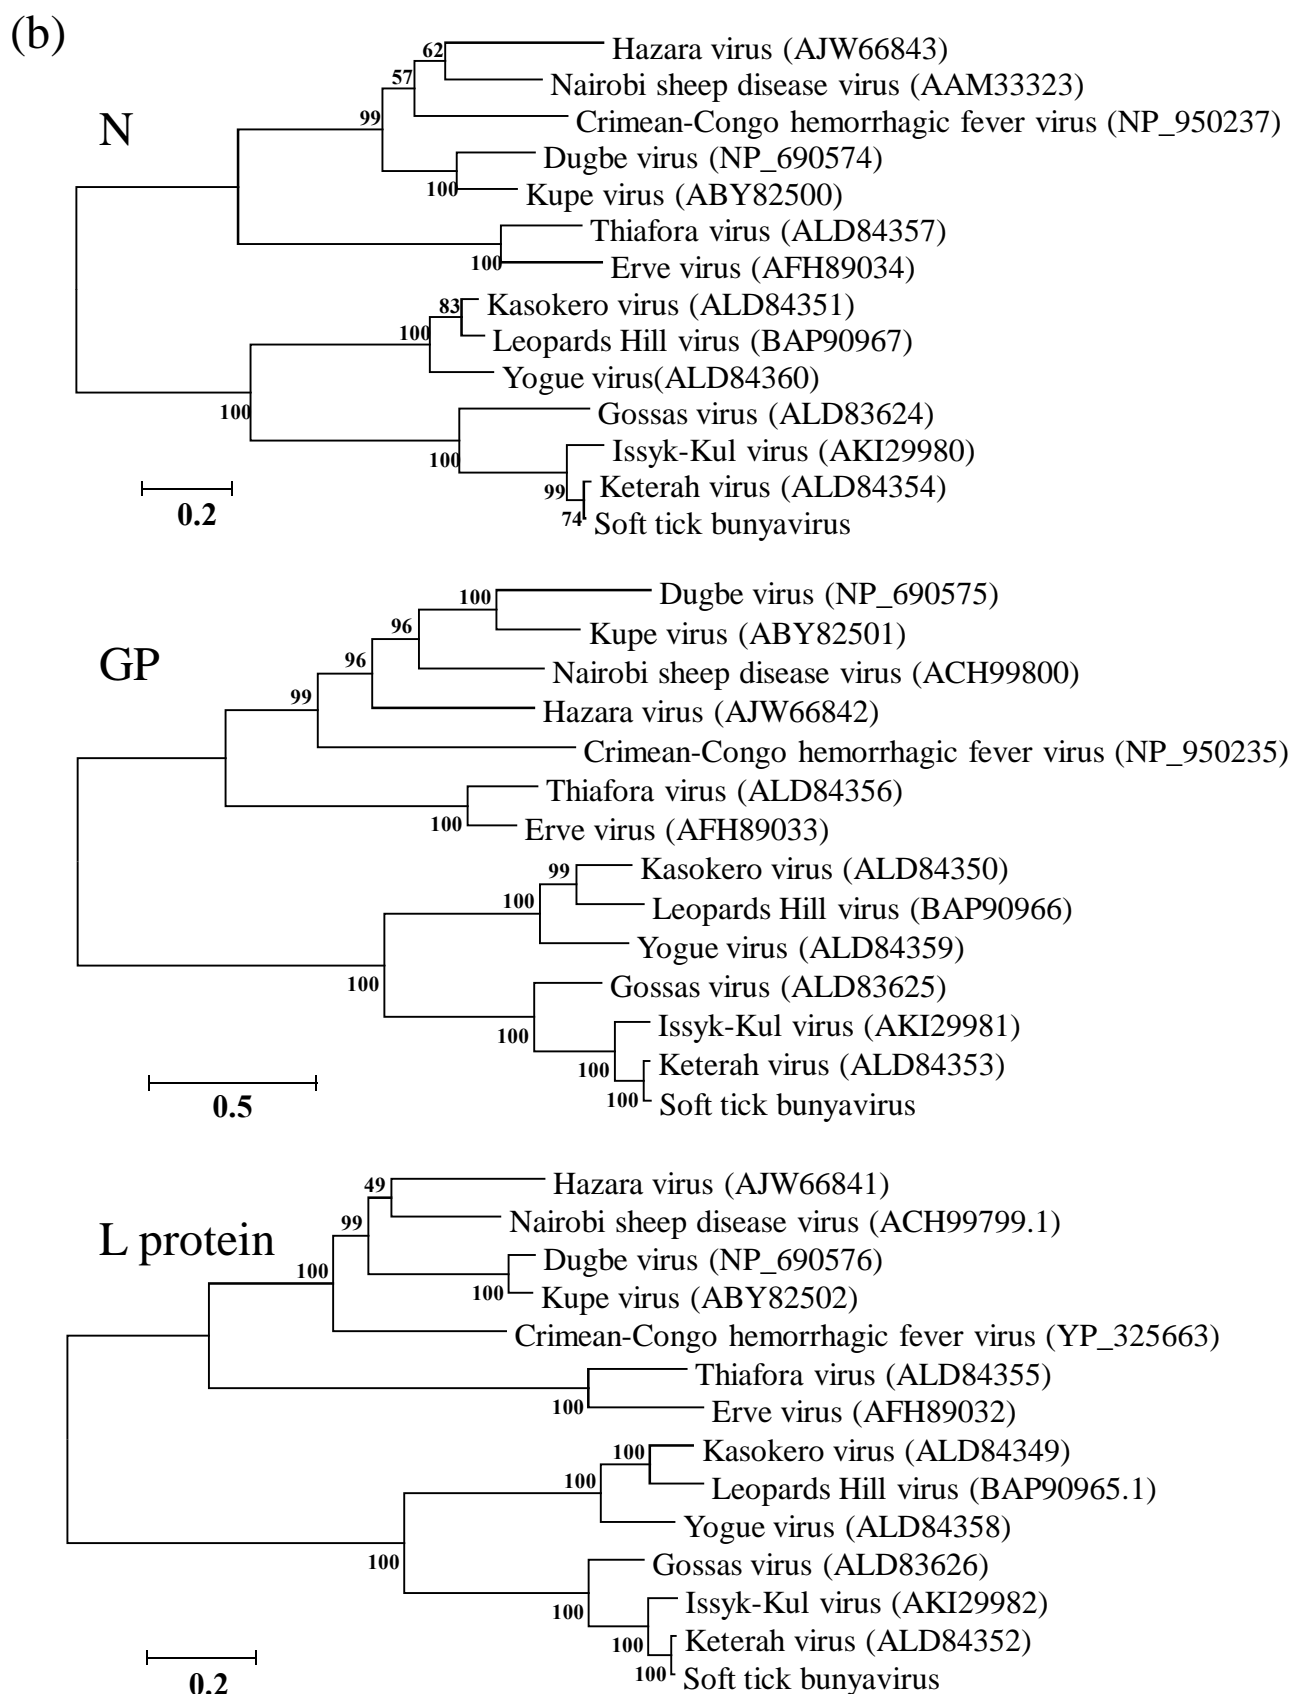 (b)
62
Hazara virus (AJW66843)
57
Nairobi sheep disease virus (AAM33323)
N
99
Crimean-Congo hemorrhagic fever virus (NP_950237)
Dugbe virus (NP_690574)
100
Kupe virus (ABY82500)
Thiafora virus (ALD84357)
100
Erve virus (AFH89034)
83
Kasokero virus (ALD84351)
100
Leopards Hill virus (BAP90967)
Yogue virus(ALD84360)
100
Gossas virus (ALD83624)
100
Issyk-Kul virus (AKI29980)
99
Keterah virus (ALD84354)
74
Soft tick bunyavirus
0.2
100
Dugbe virus (NP_690575)
96
Kupe virus (ABY82501)
GP
96
Nairobi sheep disease virus (ACH99800)
99
Hazara virus (AJW66842)
Crimean-Congo hemorrhagic fever virus (NP_950235)
Thiafora virus (ALD84356)
100
Erve virus (AFH89033)
99
Kasokero virus (ALD84350)
100
Leopards Hill virus (BAP90966)
Yogue virus (ALD84359)
100
Gossas virus (ALD83625)
100
Issyk-Kul virus (AKI29981)
100
Keterah virus (ALD84353)
100
Soft tick bunyavirus
0.5
49
Hazara virus (AJW66841)
99
Nairobi sheep disease virus (ACH99799.1)
L protein
100
Dugbe virus (NP_690576)
100
Kupe virus (ABY82502)
Crimean-Congo hemorrhagic fever virus (YP_325663)
Thiafora virus (ALD84355)
100
Erve virus (AFH89032)
100
Kasokero virus (ALD84349)
100
Leopards Hill virus (BAP90965.1)
Yogue virus (ALD84358)
100
Gossas virus (ALD83626)
100
Issyk-Kul virus (AKI29982)
100
Keterah virus (ALD84352)
100
Soft tick bunyavirus
0.2